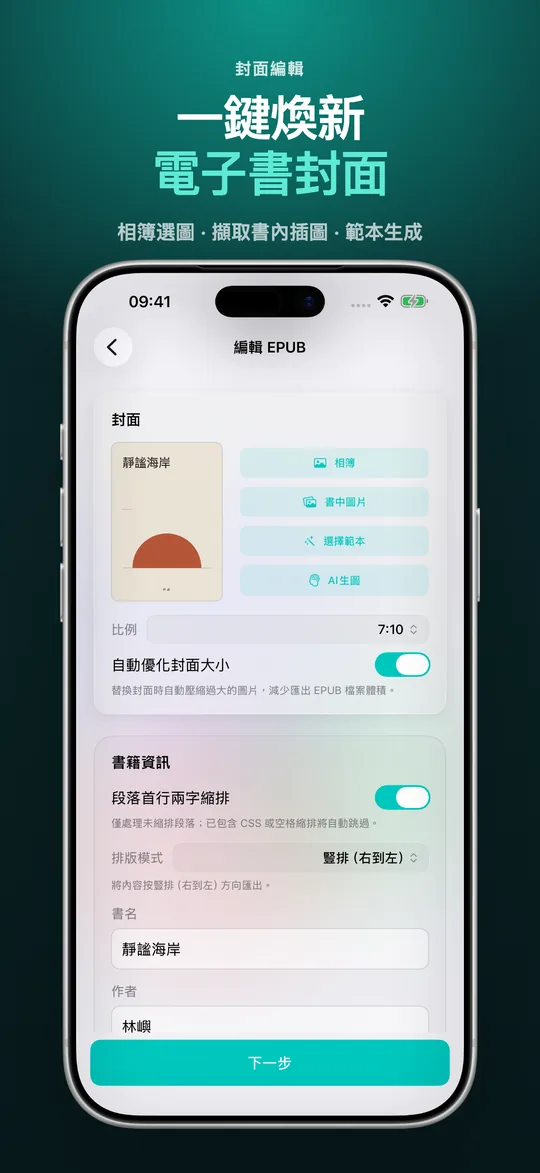 封面編輯
一鍵煥新
電子書封面
相簿選圖 · 擷取書內插圖 · 範本生成
09:41
編輯 EPUB
封面
靜謐海岸
相簿
書中圖片
選擇範本
AI生圖
比例
7:10
自動優化封面大小
替換封面時自動壓縮過大的圖片，減少匯出 EPUB 檔案體積。
書籍資訊
段落首行兩字縮排
僅處理未縮排段落；已包含 CSS 或空格縮排將自動跳過。
排版模式
豎排 (右到左)
將內容按豎排 (右到左) 方向匯出。
書名
靜謐海岸
作者
林嶼
下一步